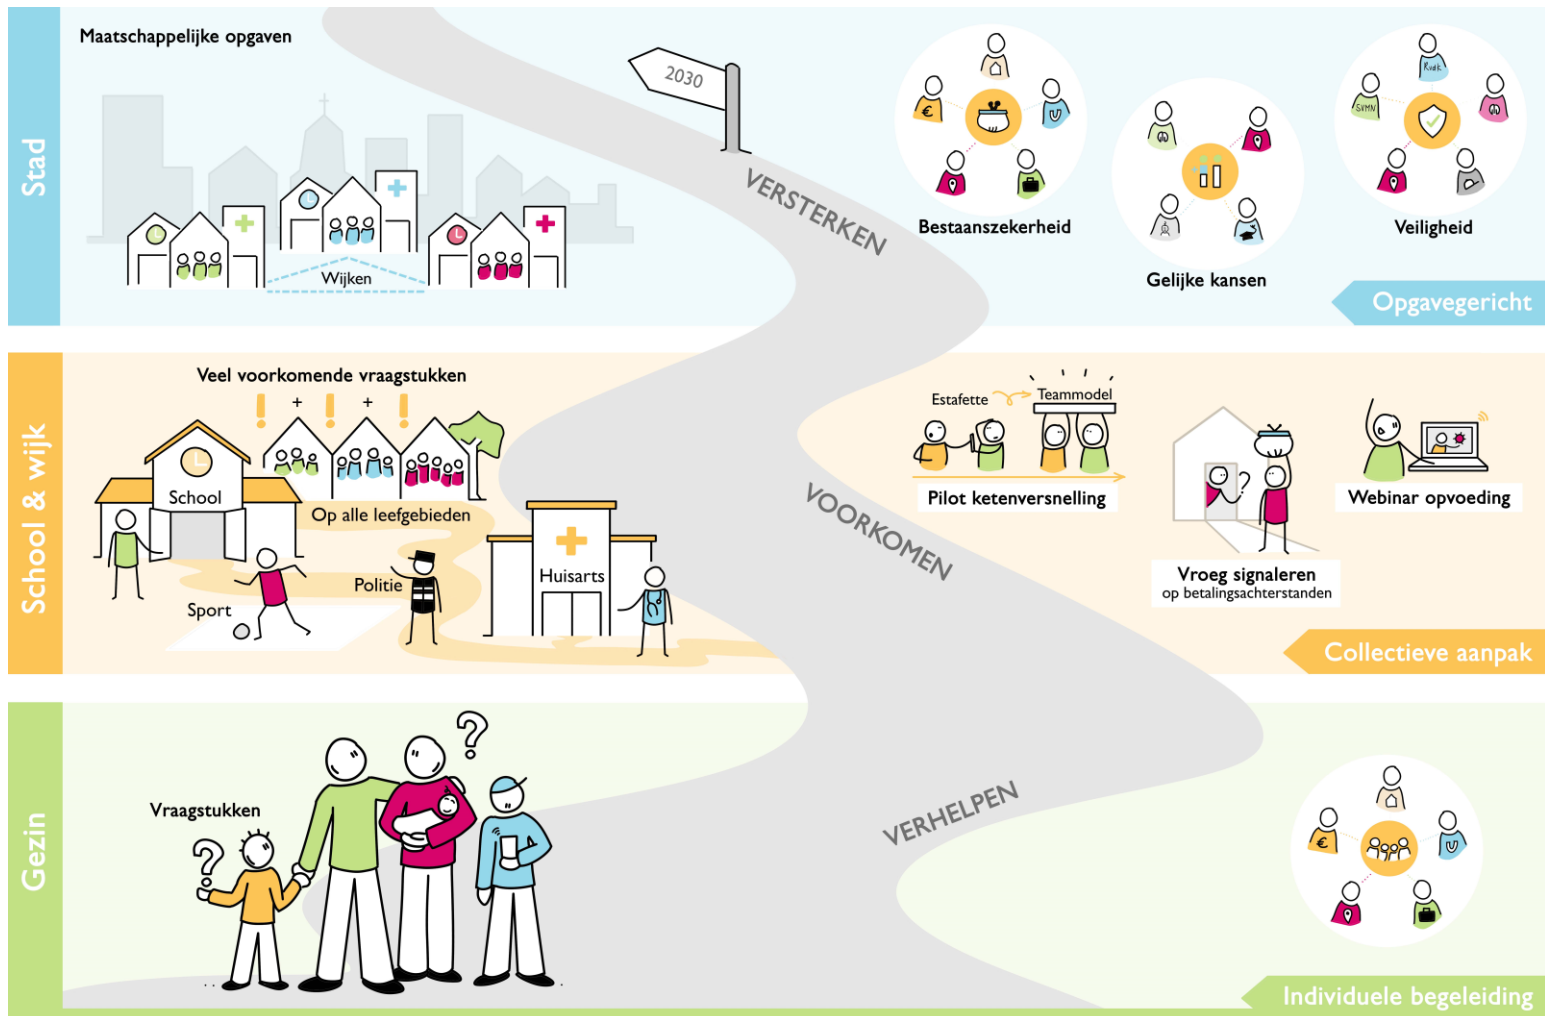 Stad
Maatschappelijke opgaven
Wijken
2030
VERSTERKEN
€
U
Bestaanszekerheid
Gelijke kansen
SVMN
Veiligheid
Opgavegericht
School & wijk
Veel voorkomende vraagstukken
! + ! + !
School
Op alle leefgebieden
Sport
Politie
Huisarts
VOORKOMEN
Estafette
Teammodel
Pilot ketenversnelling
?
Vroeg signaleren
op betalingsachterstanden
Webinar opvoeding
Collectieve aanpak
Gezin
Vraagstukken
?
?
VERHELPEN
€
U
Individuele begeleiding